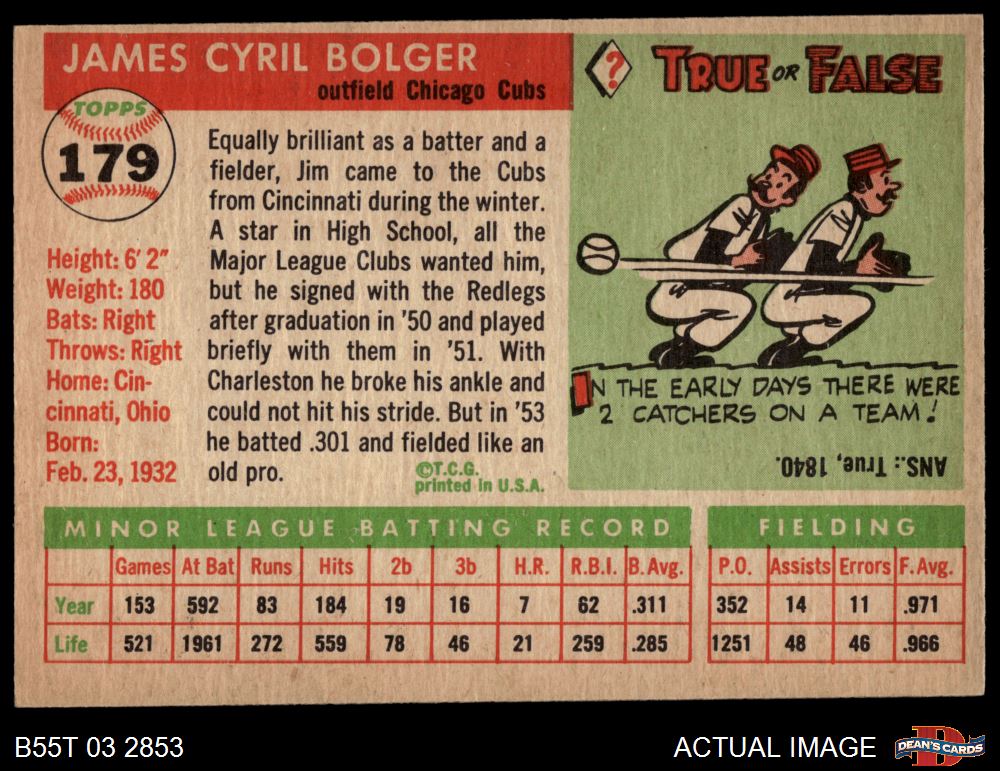 JAMES CYRIL BOLGER
outfield Chicago Cubs
TOPPS
179
Height: 6' 2"
Weight: 180
Bats: Right
Throws: Right
Home: Cin-
cinnati, Ohio
Born:
Feb. 23, 1932
Equally brilliant as a batter and a
fielder, Jim came to the Cubs
from Cincinnati during the winter.
A star in High School, all the
Major League Clubs wanted him,
but he signed with the Redlegs
after graduation in '50 and played
briefly with them in '51. With
Charleston he broke his ankle and
could not hit his stride. But in '53
he batted .301 and fielded like an
old pro.
©T.C.G.
printed in U.S.A.
?
TRUE OR FALSE
IN THE EARLY DAYS THERE WERE
2 CATCHERS ON A TEAM!
ANS.: True, 1840.
MINOR LEAGUE BATTING RECORD
Games At Bat Runs Hits 2b 3b H.R. R.B.I. B. Avg.
Year 153 592 83 184 19 16 7 62 .311
Life 521 1961 272 559 78 46 21 259 .285
FIELDING
P.O. Assists Errors F. Avg.
352 14 11 .971
1251 48 46 .966
B55T 03 2853
ACTUAL IMAGE
D
DEAN'S CARDS